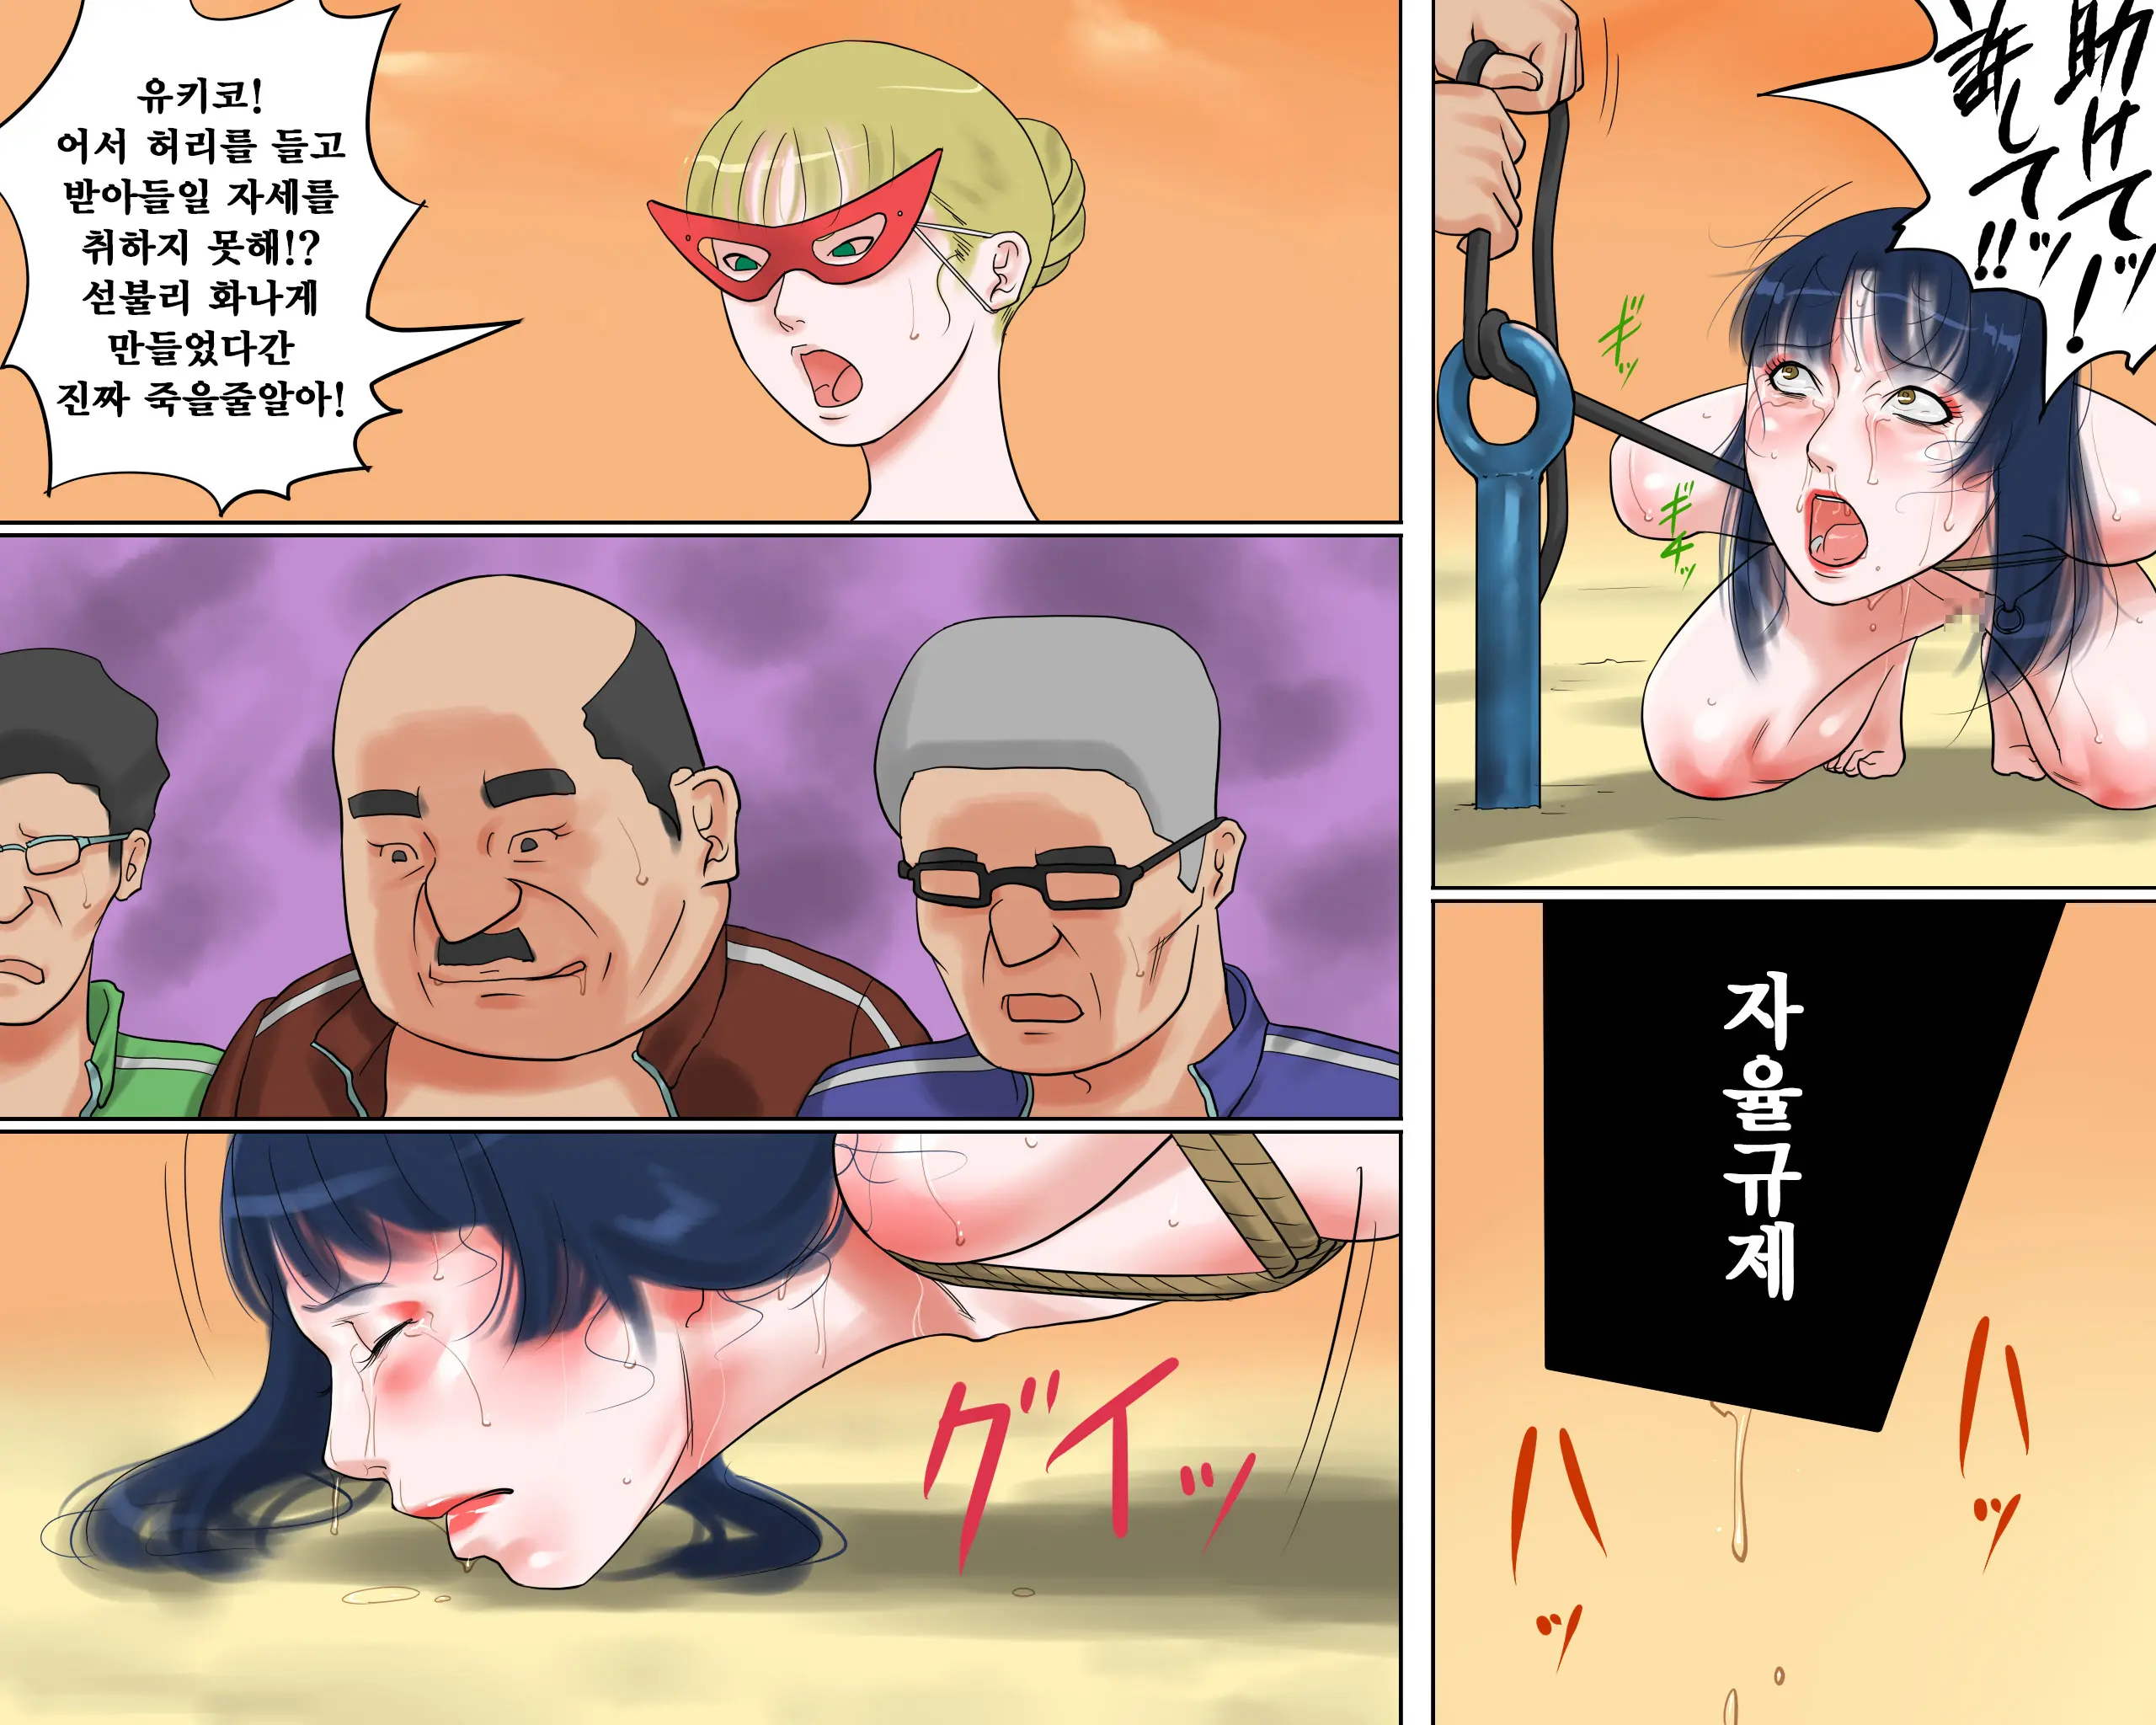 助けてッ!
許してッ!!
ギッ
ギチッ
자율규제
ハッ
ハッ
유키코!
어서 허리를 들고
받아들일 자세를
취하지 못해!?
섣불리 화나게
만들었다간
진짜 죽을줄알아!
グイッ